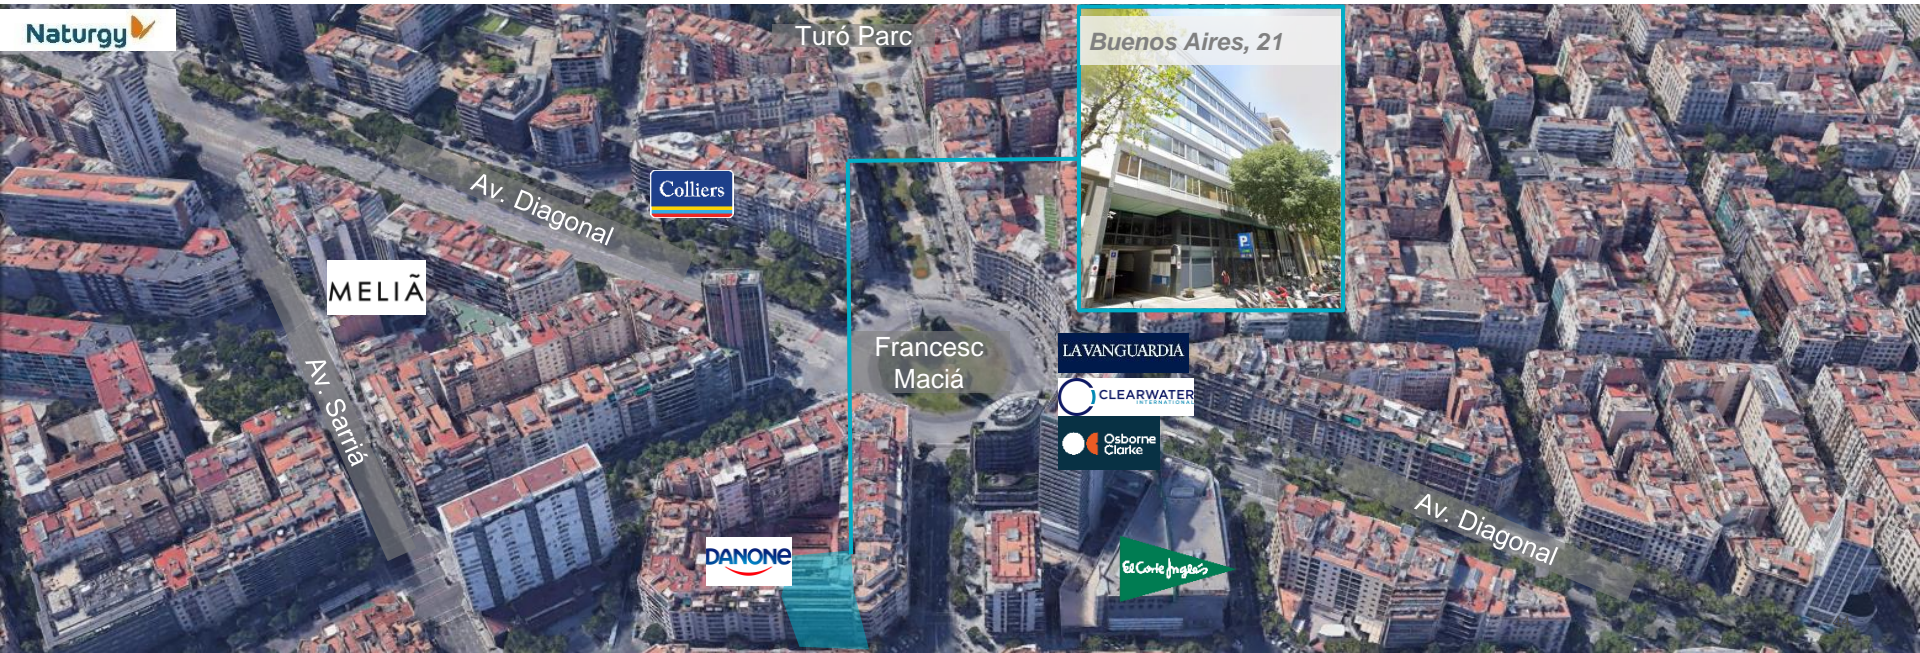 Naturgy
Turó Parc
Buenos Aires, 21
Colliers
Av. Diagonal
MELIÃ
P
Francesc
Maciá
LA VANGUARDIA
CLEARWATER
INTERNATIONAL
Av. Sarriá
Osborne
Clarke
Av. Diagonal
DANONE
El Corte Inglés